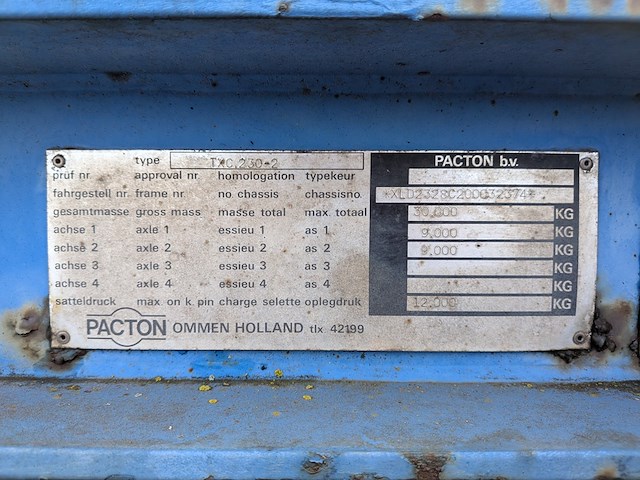 type TXC.230-2 PACTON b.v.
prüf nr approval nr homologation typekeur
fahrgestell nr. frame nr. no. chassis chassisno.
gesamtmasse gross mass masse total max. totaal 30,000 KG
achse 1 axle 1 essieu 1 as 1 9,000 KG
achse 2 axle 2 essieu 2 as 2 9,000 KG
achse 3 axle 3 essieu 3 as 3 KG
achse 4 axle 4 essieu 4 as 4 KG
satteldruck max on k. pin charge selette oplegdruk 12,000 KG
PACTON OMMEN HOLLAND tlx 42199